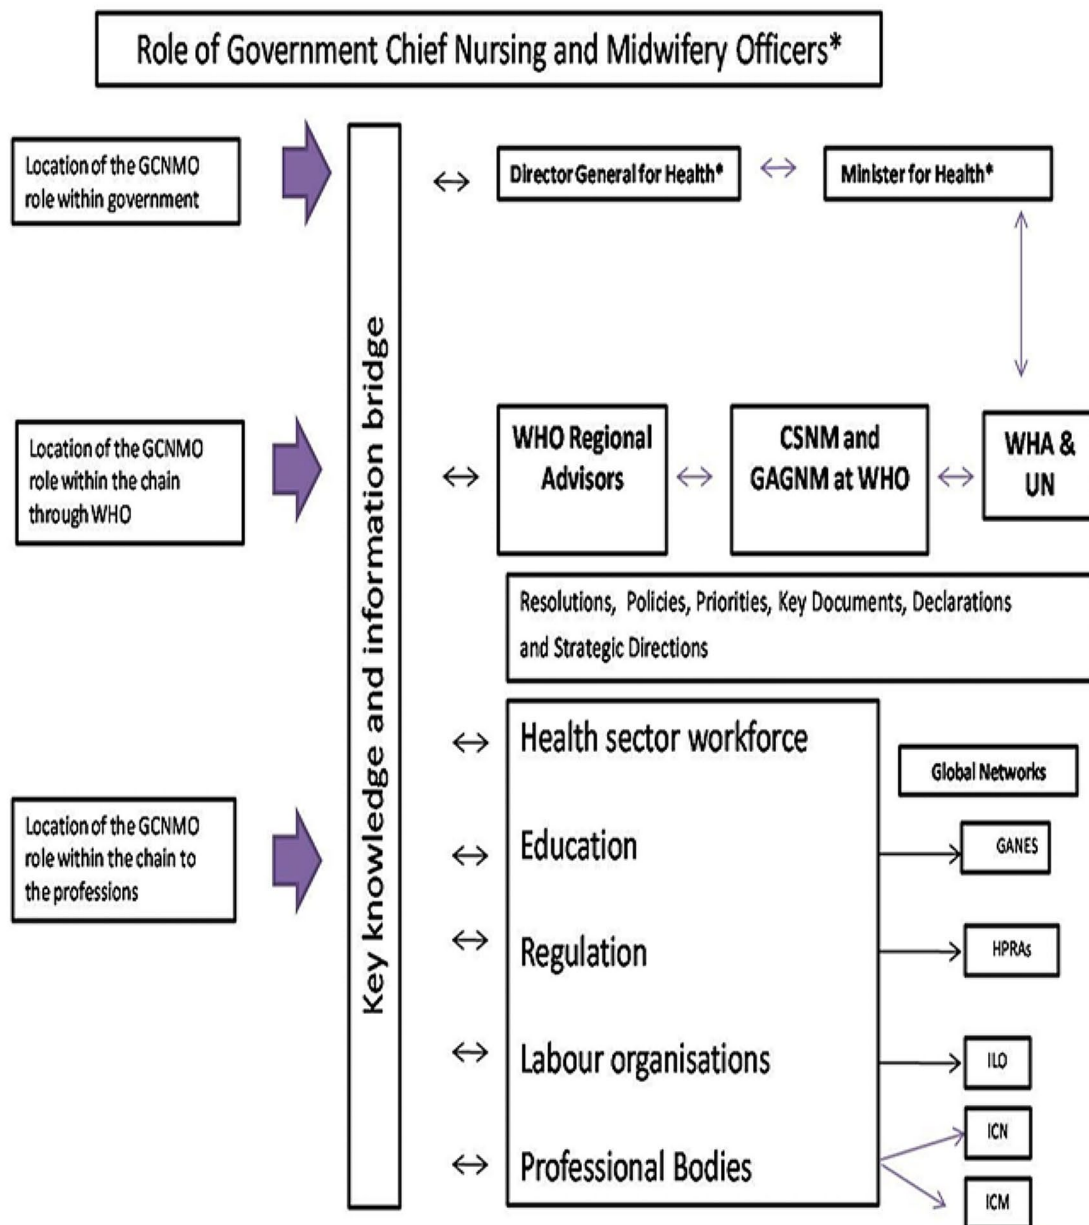 Role of Government Chief Nursing and Midwifery Officers*
Location of the GCNMO
role within government
Key knowledge and information bridge
Director General for Health*
Minister for Health*
Location of the GCNMO
role within the chain
through WHO
WHO Regional
Advisors
CSNM and
GAGNM at WHO
WHA &
UN
Resolutions, Policies, Priorities, Key Documents, Declarations
and Strategic Directions
Location of the GCNMO
role within the chain to
the professions
Health sector workforce
Education
Regulation
Labour organisations
Professional Bodies
Global Networks
GANES
HPRAs
ILO
ICN
ICM